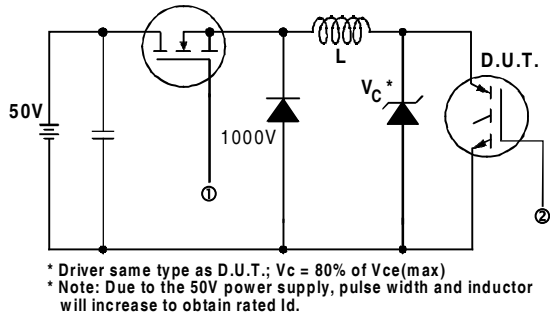 D.U.T.
L
V_C *
50V
1000V
①
②
* Driver same type as D.U.T.; Vc = 80% of Vce(max)
* Note: Due to the 50V power supply, pulse width and inductor
will increase to obtain rated Id.